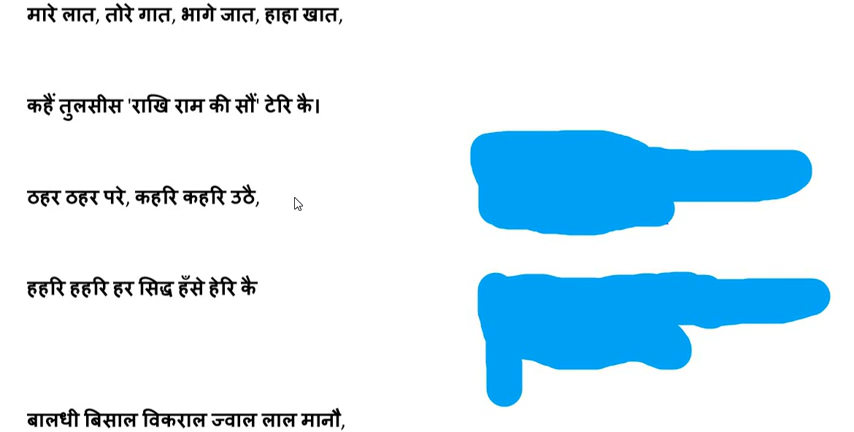 मारे लात, तोरे गात, भागे जात, हाहा खात,
कहैं तुलसीस 'राखि राम की सौं' टेरि कै।
ठहर ठहर परे, कहरि कहरि उठै,
हहरि हहरि हर सिद्ध हँसे हेरि कै
बालधी बिसाल विकराल ज्वाल लाल मानौ,